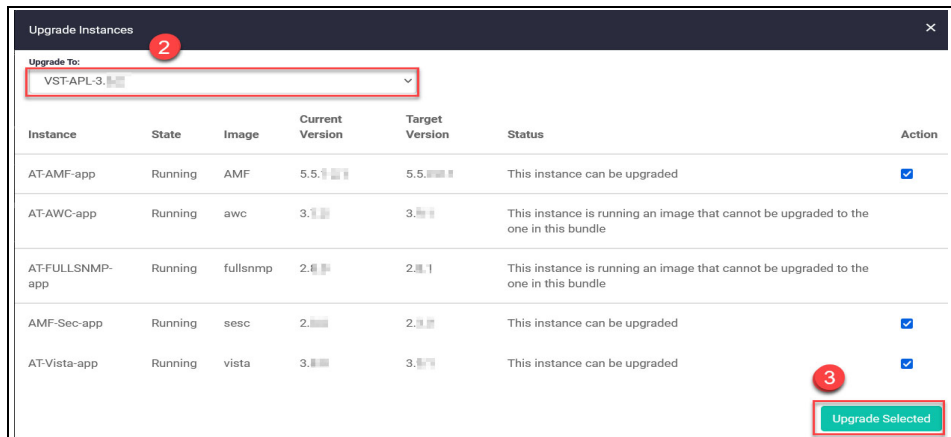 Upgrade Instances
2
Upgrade To:
VST-APL-3.
Instance State Image Current Version Target Version Status Action
AT-AMF-app Running AMF 5.5. 5.5. This instance can be upgraded
AT-AWC-app Running awc 3. 3. This instance is running an image that cannot be upgraded to the
one in this bundle
AT-FULLSNMP- Running fullsnmp 2. 2. This instance is running an image that cannot be upgraded to the
app one in this bundle
AMF-Sec-app Running sesc 2. 2. This instance can be upgraded
AT-Vista-app Running vista 3. 3. This instance can be upgraded
3
Upgrade Selected